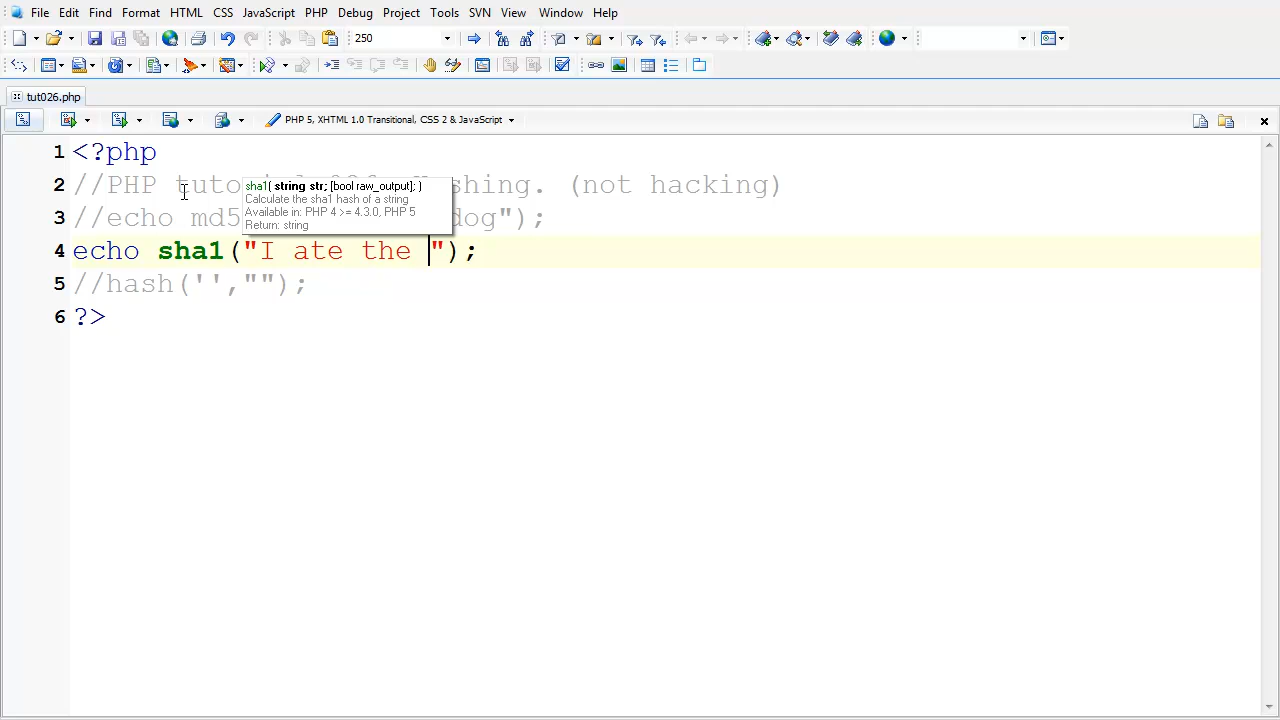 File Edit Find Format HTML CSS JavaScript PHP Debug Project Tools SVN View Window Help
250
tut026.php
PHP 5, XHTML 1.0 Transitional, CSS 2 & JavaScript
1 <?php
2 //PHP hing. (not hacking)
sha1( string str; [bool raw_output]; )
Calculate the sha1 hash of a string
Available in: PHP 4 >= 4.3.0, PHP 5
Return: string
3 //echo md5 dog");
4 echo sha1("I ate the ");
5 //hash('',"");
6 ?>